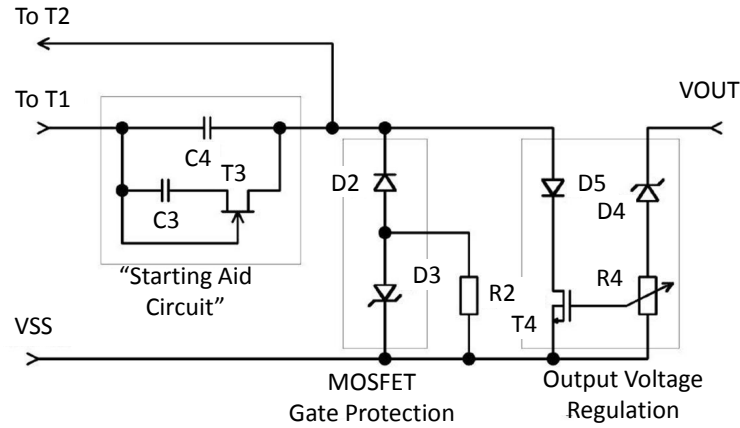 To T2
To T1
VOUT
C4
T3
C3
D2
D5
D4
"Starting Aid
Circuit"
D3
R2
R4
T4
VSS
MOSFET
Gate Protection
Output Voltage
Regulation